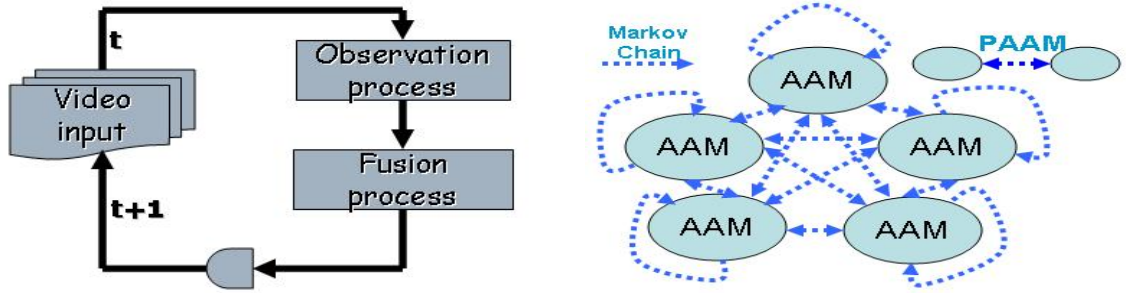 t
Observation
process
Video
input
Fusion
process
t+1
Markov
Chain
PAAM
AAM
AAM
AAM
AAM
AAM